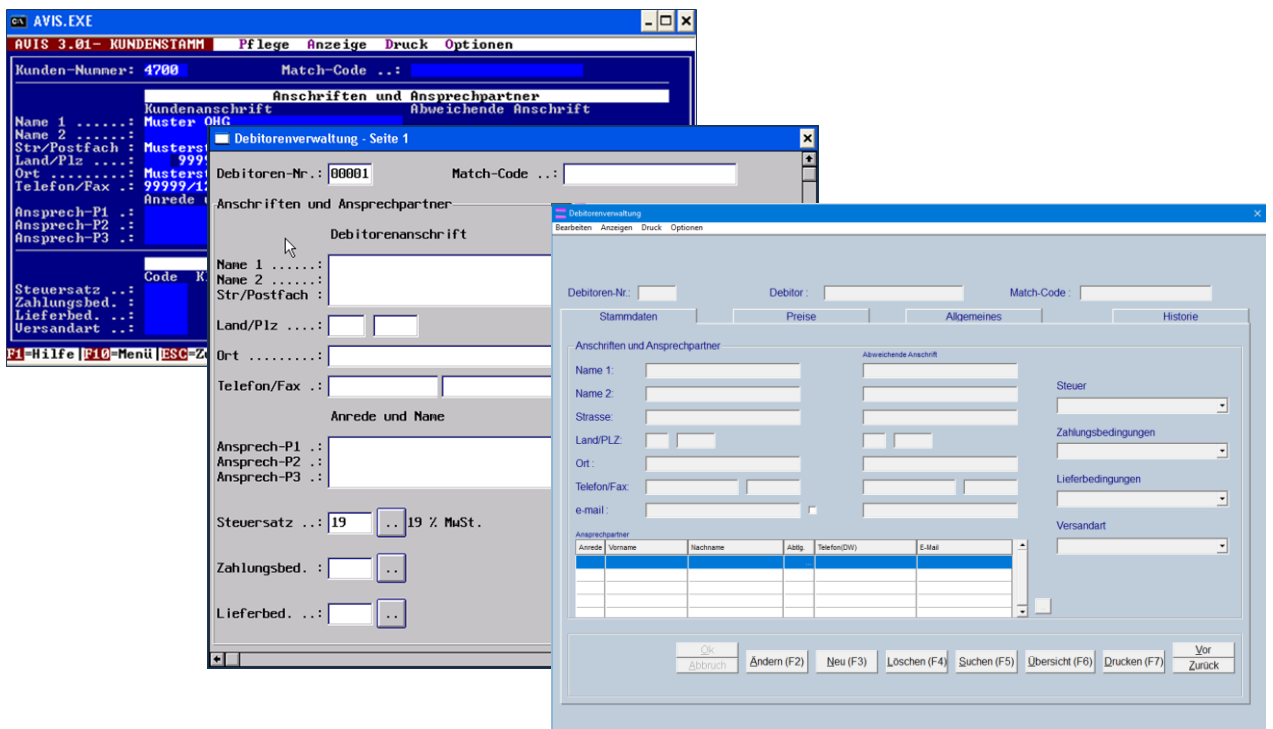 AVIS.EXE
AVIS 3.01- KUNDENSTAMM Pflege Anzeige Druck Optionen
Kunden-Nummer: 4700 Match-Code ..:
Anschriften und Ansprechpartner
Kundenanschrift Abweichende Anschrift
Name 1 ......: Muster OHG
Name 2 ......:
Str/Postfach : Musterst
Land/Plz ....: 999
Ort .........: Musterst
Telefon/Fax .: 99999/12
Anrede u
Ansprech-P1 .:
Ansprech-P2 .:
Ansprech-P3 .:
Code K
Steuersatz ..:
Zahlungsbed. :
Lieferbed. ..:
Versandart ..:
F1=Hilfe F10=Menü ESC=Z
Debitorenverwaltung - Seite 1
Debitoren-Nr.: 00001 Match-Code ..:
Anschriften und Ansprechpartner
Debitorenanschrift
Name 1 ......:
Name 2 ......:
Str/Postfach :
Land/Plz ....:
Ort .........:
Telefon/Fax .:
Anrede und Name
Ansprech-P1 .:
Ansprech-P2 .:
Ansprech-P3 .:
Steuersatz ..: 19 .. 19 % MwSt.
Zahlungsbed. : ..
Lieferbed. ..: ..
Debitorenverwaltung
Bearbeiten Anzeigen Druck Optionen
Debitoren-Nr.: Debitor : Match-Code :
Stammdaten Preise Allgemeines Historie
Anschriften und Ansprechpartner
Abweichende Anschrift
Name 1:
Name 2:
Strasse:
Land/PLZ:
Ort :
Telefon/Fax:
e-mail :
Steuer
Zahlungsbedingungen
Lieferbedingungen
Versandart
Ansprechpartner
Anrede Vorname Nachname Abtlg. Telefon(DW) E-Mail
...
Ok
Abbruch
Ändern (F2) Neu (F3) Löschen (F4) Suchen (F5) Übersicht (F6) Drucken (F7)
Vor
Zurück